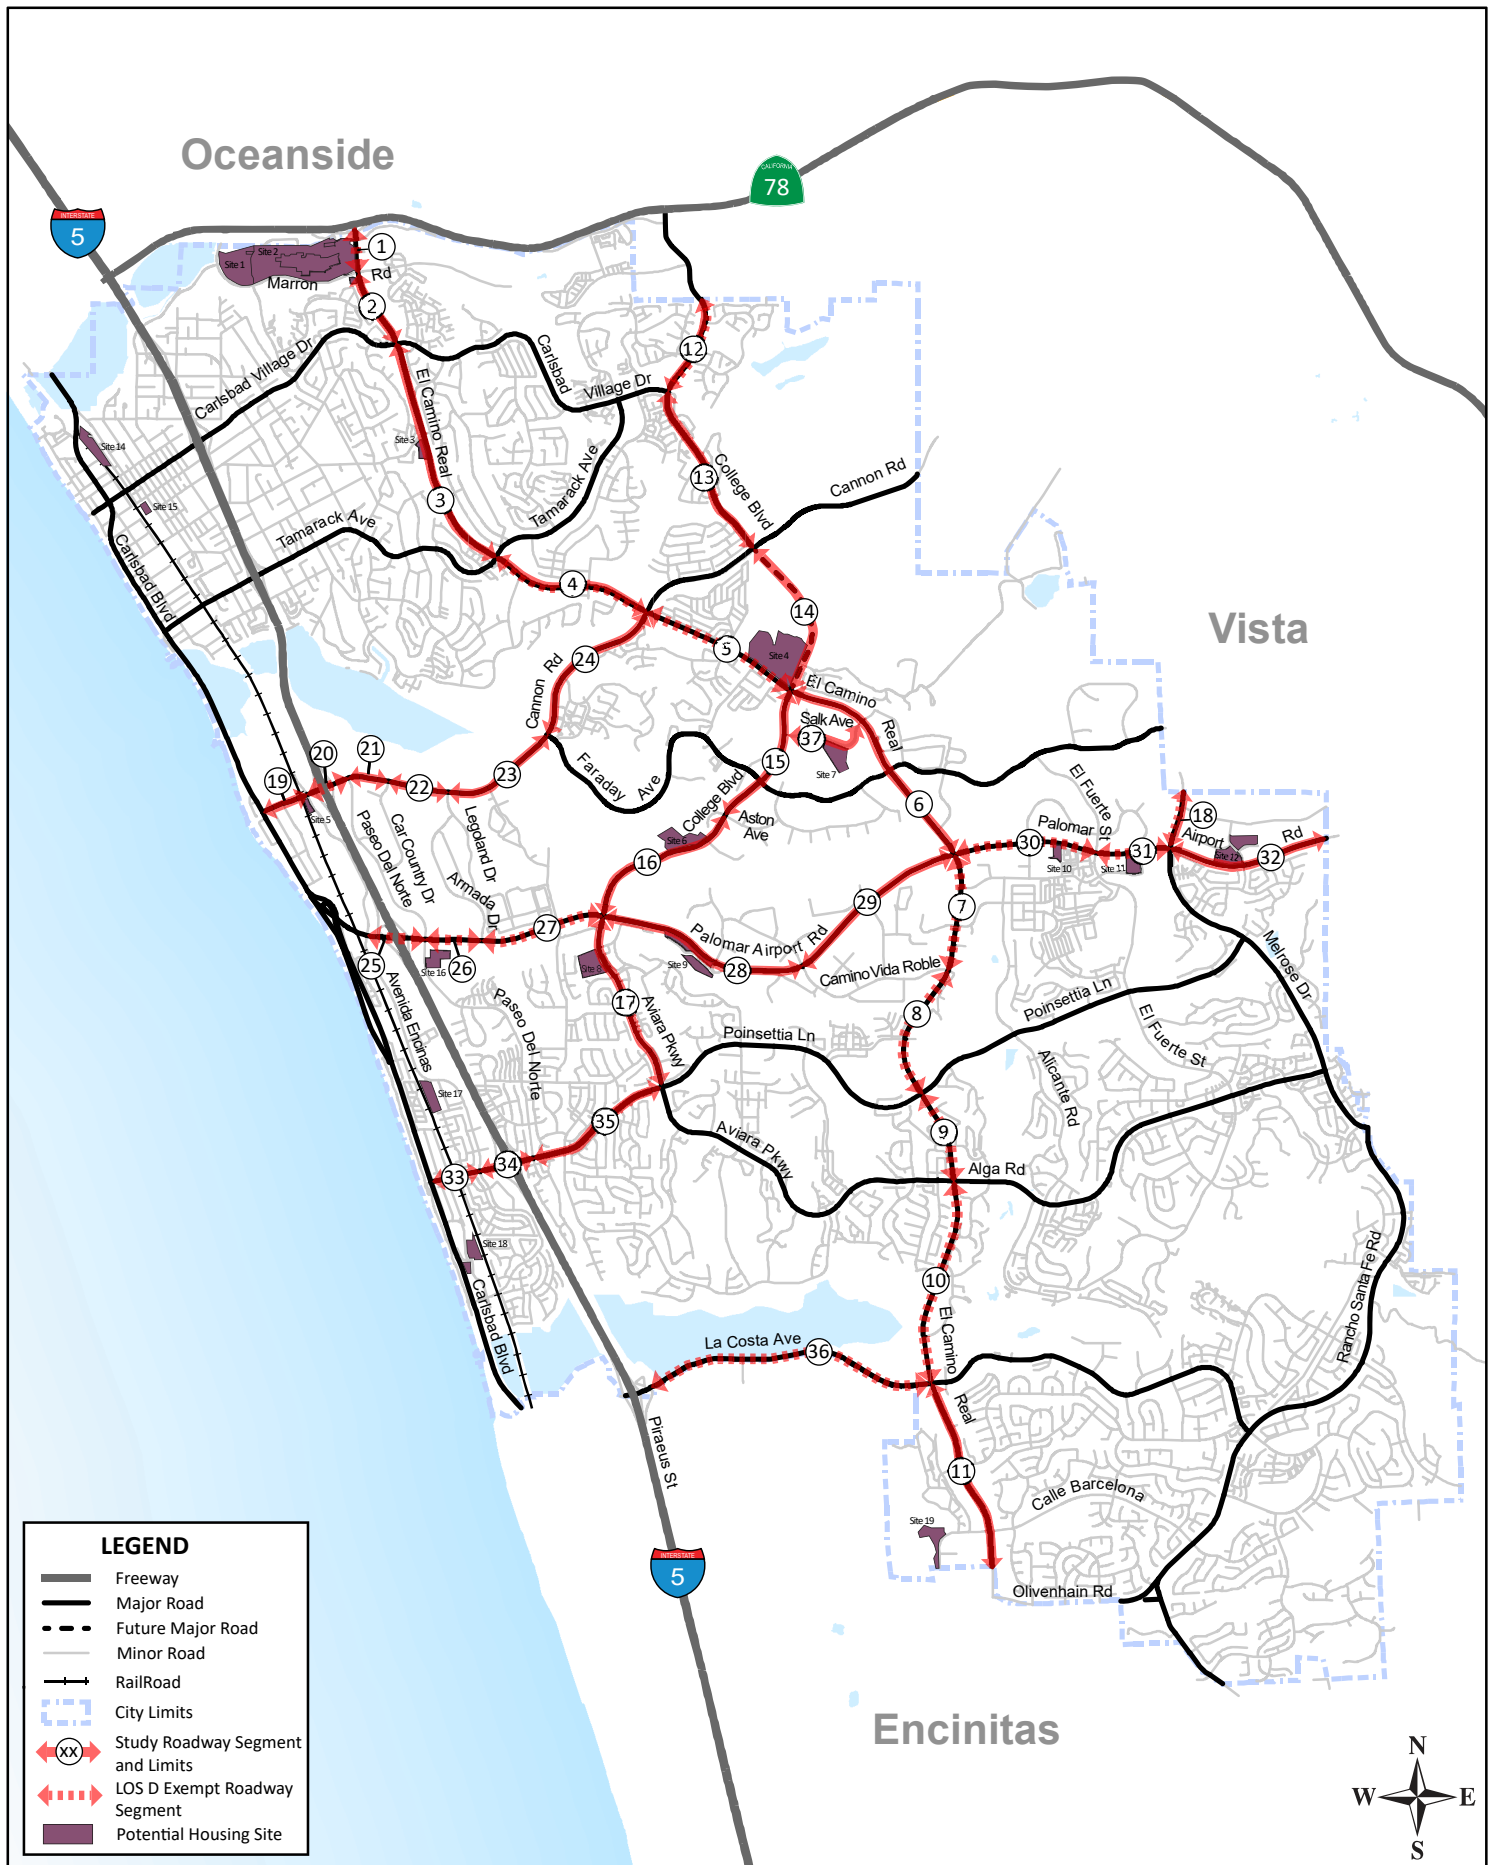 Oceanside
CALIFORNIA
78
INTERSTATE
5
1
Site 2
Site 1
Rd
Marron
2
12
Carlsbad
Village Dr
Carlsbad Village Dr
El Camino Real
Site 3
Site 14
3
13
College Blvd
Cannon Rd
Tamarack Ave
Site 15
Tamarack Ave
Carlsbad Blvd
4
14
Vista
5
Site 4
24
Cannon
Rd
El Camino
Real
Salk Ave
37
Site 7
15
Faraday
Ave
19
20
21
22
23
Site 5
Paseo Del Norte
Car Country Dr
Legoland Dr
Armada Dr
College Blvd
Aston
Ave
Site 6
16
6
El Fuerte St
Palomar
Airport
Rd
30
31
18
32
Site 10
Site 11
Site 12
29
7
27
25
26
Site 16
Site 8
Site 9
28
Palomar Airport Rd
Camino Vida Roble
8
17
Aviara Pkwy
Avenida Encinas
Paseo Del Norte
Poinsettia Ln
Poinsettia Ln
Melrose Dr
El Fuerte St
Alicante Rd
Site 17
35
9
Aviara Pkwy
34
33
Alga Rd
Site 18
10
El Camino
Real
Carlsbad Blvd
La Costa Ave
36
Rancho Santa Fe Rd
Piraeus St
11
Calle Barcelona
Site 19
Olivenhain Rd
INTERSTATE
5
Encinitas
LEGEND
Freeway
Major Road
Future Major Road
Minor Road
RailRoad
City Limits
XX
Study Roadway Segment
and Limits
LOS D Exempt Roadway
Segment
Potential Housing Site
N
W E
S